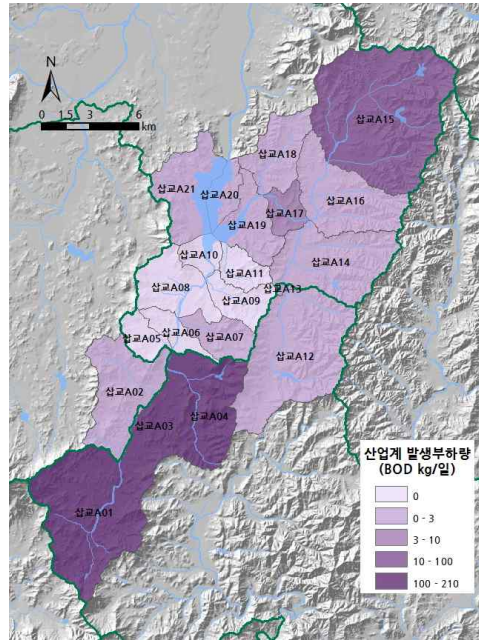 N
0 1.5 3 6
km
삽교A15
삽교A18
삽교A21
삽교A20
삽교A17
삽교A16
삽교A19
삽교A10
삽교A11
삽교A14
삽교A08
삽교A13
삽교A09
삽교A05
삽교A06
삽교A07
삽교A12
삽교A02
삽교A03
삽교A04
삽교A01
산업계 발생부하량
(BOD kg/일)
0
0 - 3
3 - 10
10 - 100
100 - 210